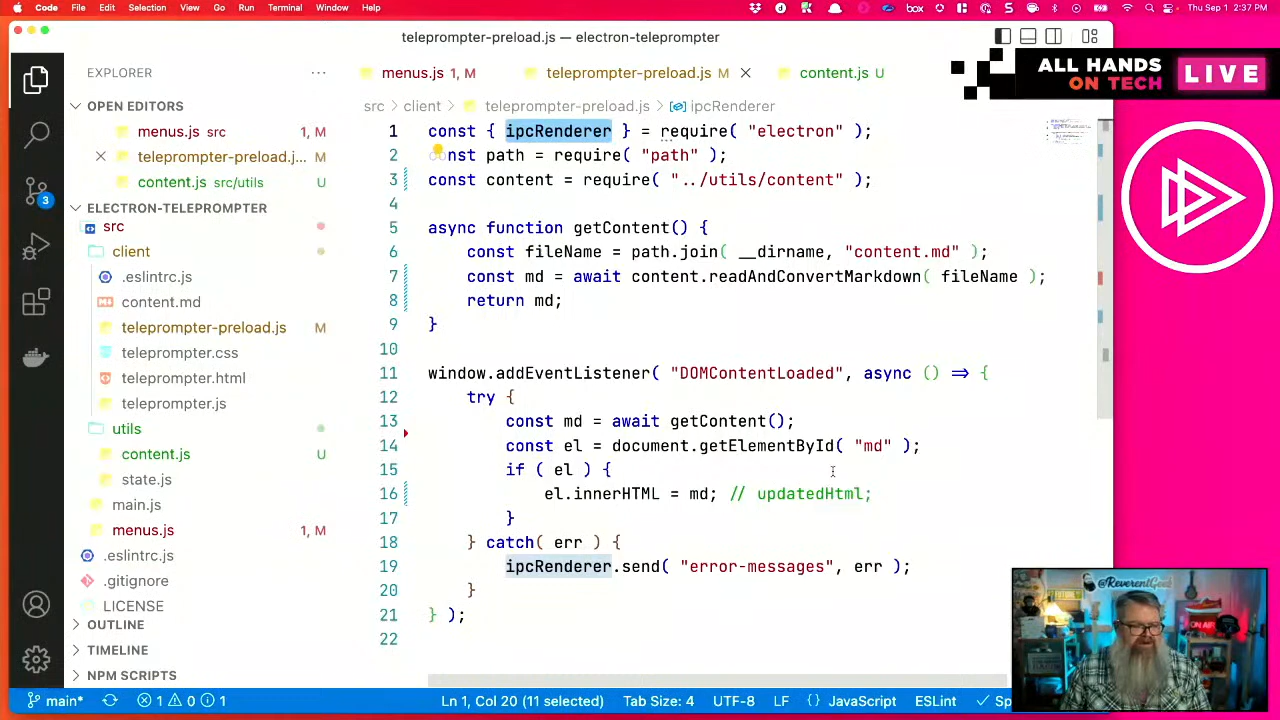 Code File Edit Selection View Go Run Terminal Window Help box Thu Sep 1 2:37 PM
teleprompter-preload.js — electron-teleprompter
ALL HANDS
ON TECH
LIVE
EXPLORER ···
menus.js 1, M teleprompter-preload.js M content.js U
src > client > teleprompter-preload.js > ipcRenderer
OPEN EDITORS
menus.js src 1, M
teleprompter-preload.j... M
content.js src/utils U
ELECTRON-TELEPROMPTER
src
client
.eslintrc.js
content.md
teleprompter-preload.js M
teleprompter.css
teleprompter.html
teleprompter.js
utils
content.js U
state.js
main.js
menus.js 1, M
.eslintrc.js
.gitignore
LICENSE
OUTLINE
TIMELINE
NPM SCRIPTS
3
1 const { ipcRenderer } = require( "electron" );
2 const path = require( "path" );
3 const content = require( "../utils/content" );
4
5 async function getContent() {
6 const fileName = path.join( __dirname, "content.md" );
7 const md = await content.readAndConvertMarkdown( fileName );
8 return md;
9 }
10
11 window.addEventListener( "DOMContentLoaded", async () => {
12 try {
13 const md = await getContent();
14 const el = document.getElementById( "md" );
15 if ( el ) {
16 el.innerHTML = md; // updatedHtml;
17 }
18 } catch( err ) {
19 ipcRenderer.send( "error-messages", err );
20 }
21 } );
22
@ReverentGeek
ON AIR
main* 1 0 1 Ln 1, Col 20 (11 selected) Tab Size: 4 UTF-8 LF {} JavaScript ESLint